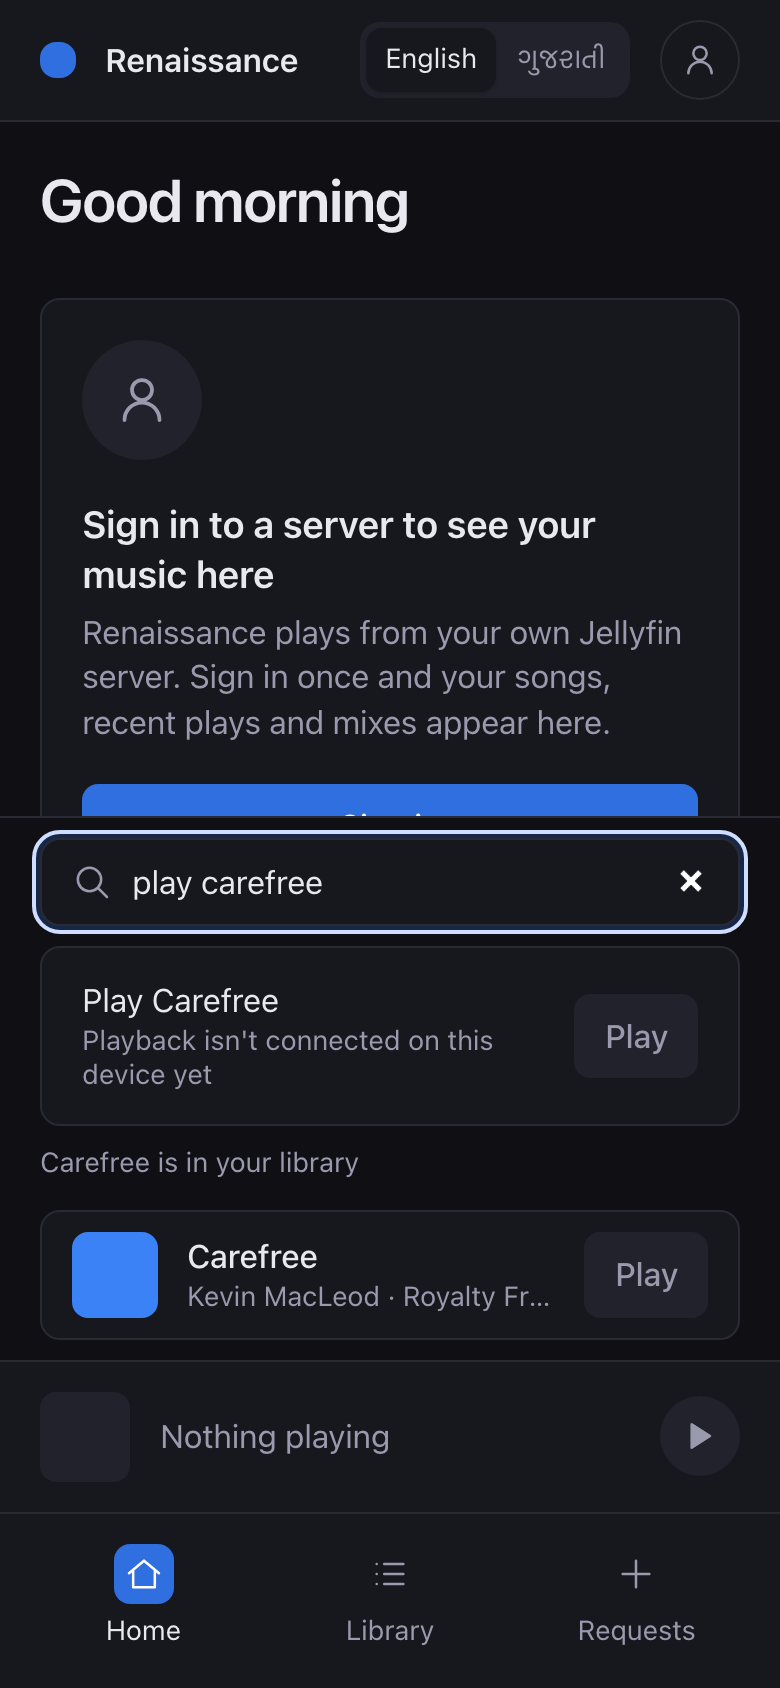 Renaissance
English
ગુજરાતી
Good morning
Sign in to a server to see your
music here
Renaissance plays from your own Jellyfin
server. Sign in once and your songs,
recent plays and mixes appear here.
play carefree
Play Carefree
Playback isn't connected on this
device yet
Play
Carefree is in your library
Carefree
Kevin MacLeod · Royalty Fr...
Play
Nothing playing
Home
Library
Requests